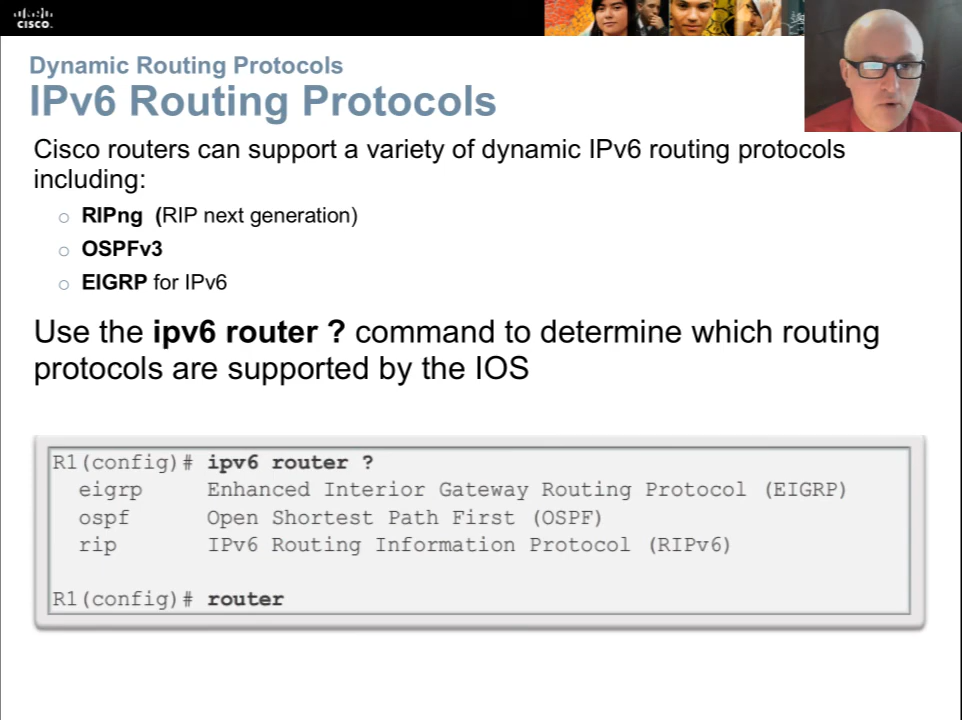 CISCO.
Dynamic Routing Protocols
IPv6 Routing Protocols
Cisco routers can support a variety of dynamic IPv6 routing protocols
including:
RIPng (RIP next generation)
OSPFv3
EIGRP for IPv6
Use the ipv6 router ? command to determine which routing
protocols are supported by the IOS
R1(config)# ipv6 router ?
eigrp Enhanced Interior Gateway Routing Protocol (EIGRP)
ospf Open Shortest Path First (OSPF)
rip IPv6 Routing Information Protocol (RIPv6)
R1(config)# router